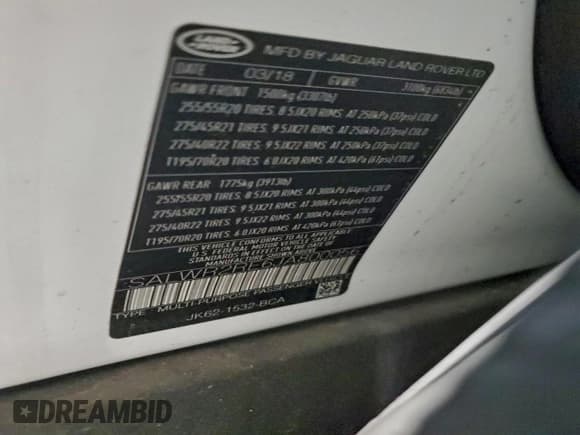 LAND ROVER
MFD BY JAGUAR LAND ROVER LTD
DATE 03/18 GVWR 3100kg (6834lb)
GAWR FRONT 1500kg (3307lb)
255/55R20 TIRES. 8.5JX20 RIMS. AT 250kPa (37psi) COLD
275/45R21 TIRES. 9.5JX21 RIMS. AT 250kPa (37psi) COLD
275/40R22 TIRES. 9.5JX22 RIMS. AT 250kPa (37psi) COLD
T195/70R20 TIRES. 6.0JX20 RIMS. AT 420kPa (61psi) COLD
GAWR REAR 1775kg (3913lb)
255/55R20 TIRES. 8.5JX20 RIMS. AT 300kPa (44psi) COLD
275/45R21 TIRES. 9.5JX21 RIMS. AT 300kPa (44psi) COLD
275/40R22 TIRES. 9.5JX22 RIMS. AT 300kPa (44psi) COLD
T195/70R20 TIRES. 6.0JX20 RIMS. AT 420kPa (61psi) COLD
THIS VEHICLE CONFORMS TO ALL APPLICABLE
U.S. FEDERAL MOTOR VEHICLE SAFETY
STANDARDS IN EFFECT ON THE DATE OF
MANUFACTURE SHOWN ABOVE
TYPE MULTI-PURPOSE PASSENGER
JK62-1532-BCA
DREAMBID